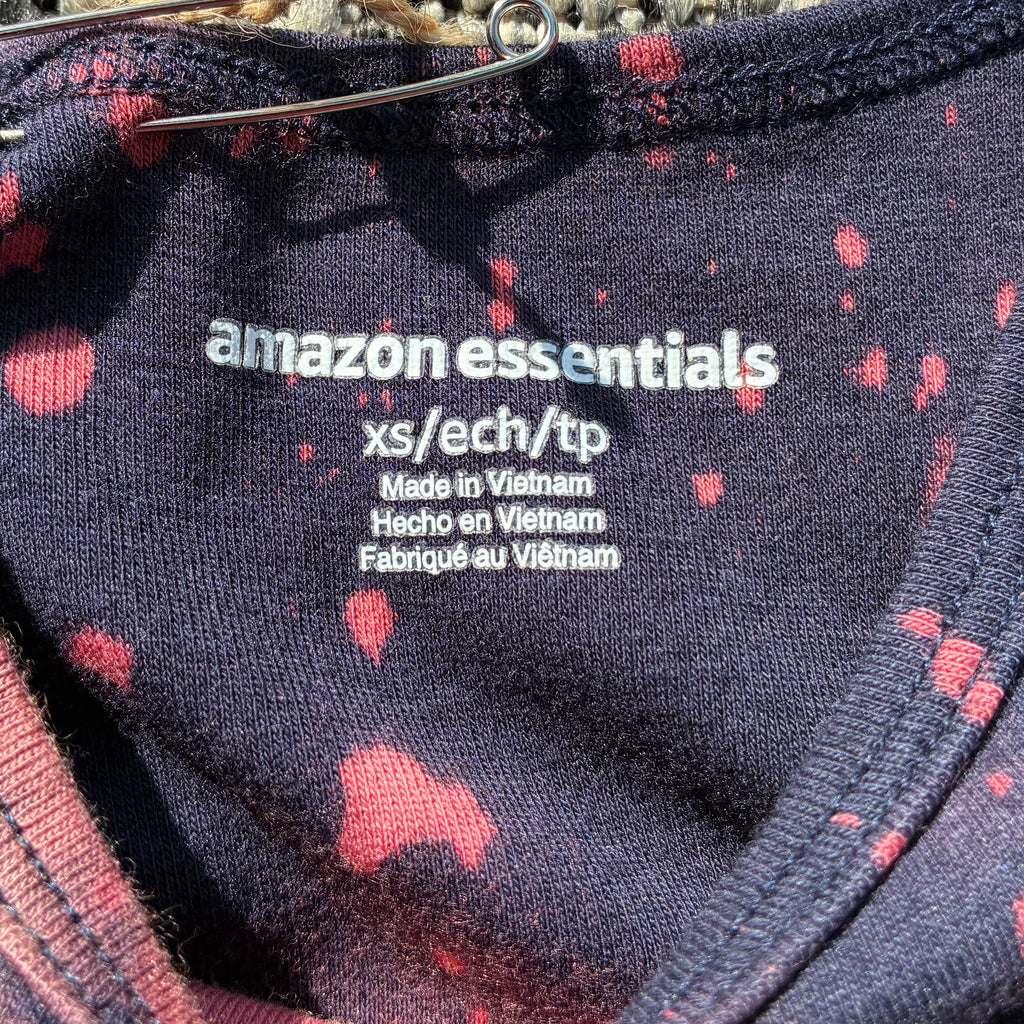 amazon essentials
xs/ech/tp
Made in Vietnam
Hecho en Vietnam
Fabriqué au Viêtnam